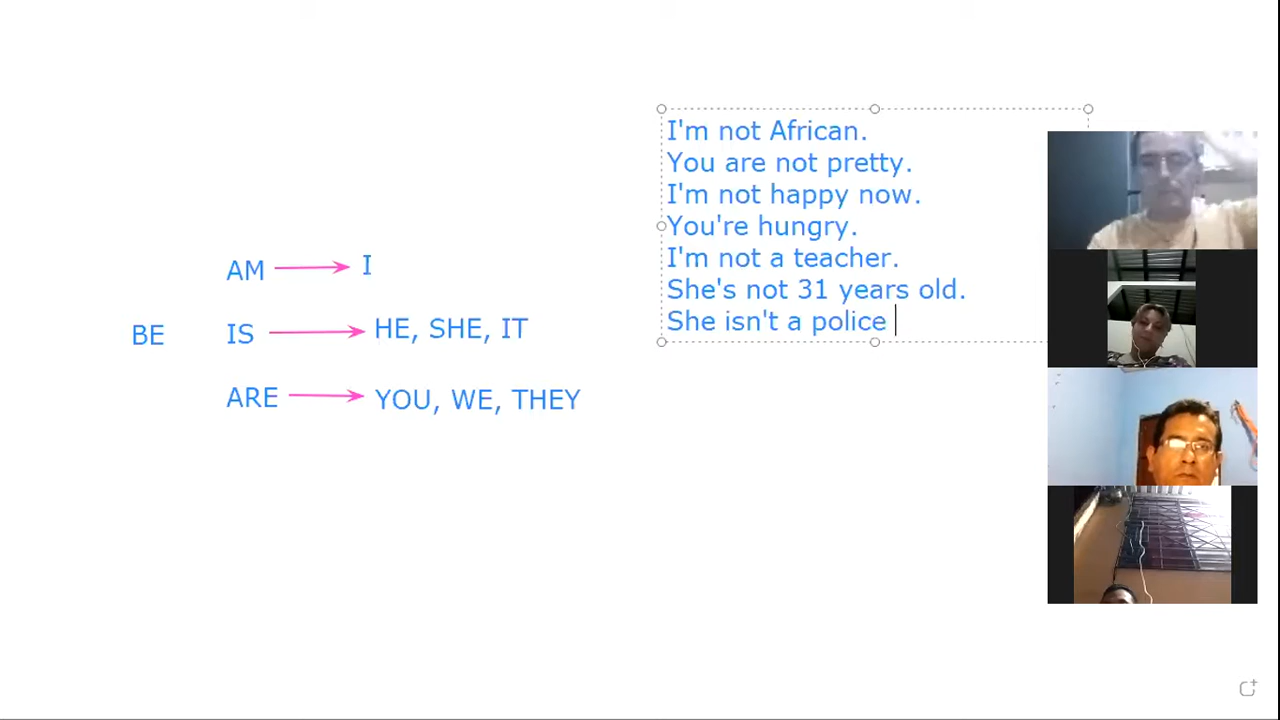 AM I
BE IS HE, SHE, IT
ARE YOU, WE, THEY
I'm not African.
You are not pretty.
I'm not happy now.
You're hungry.
I'm not a teacher.
She's not 31 years old.
She isn't a police